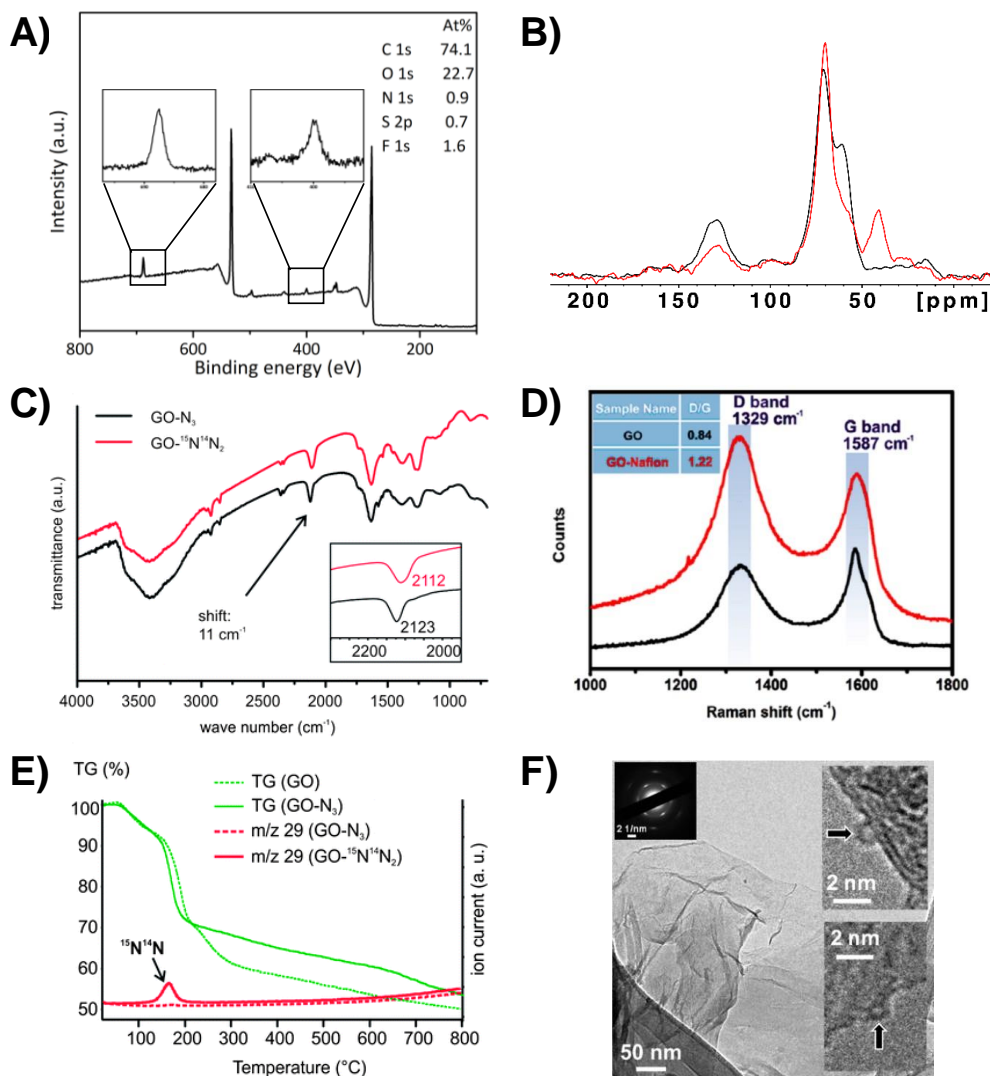 A)
At%
C 1s 74.1
O 1s 22.7
N 1s 0.9
S 2p 0.7
F 1s 1.6
Intensity (a.u.)
800 600 400 200
Binding energy (eV)
B)
200 150 100 50 [ppm]
C)
GO-N₃
GO-¹⁵N¹⁴N₂
transmittance (a.u.)
shift:
11 cm⁻¹
2112
2123
2200 2000
4000 3500 3000 2500 2000 1500 1000
wave number (cm⁻¹)
D)
Sample Name D/G
GO 0.84
GO-Nafion 1.22
D band
1329 cm⁻¹
G band
1587 cm⁻¹
Counts
1000 1200 1400 1600 1800
Raman shift (cm⁻¹)
E)
TG (%)
TG (GO)
TG (GO-N₃)
m/z 29 (GO-N₃)
m/z 29 (GO-¹⁵N¹⁴N₂)
100
90
80
70
60
50
¹⁵N¹⁴N
ion current (a. u.)
100 200 300 400 500 600 700 800
Temperature (°C)
F)
2 1/nm
2 nm
2 nm
50 nm